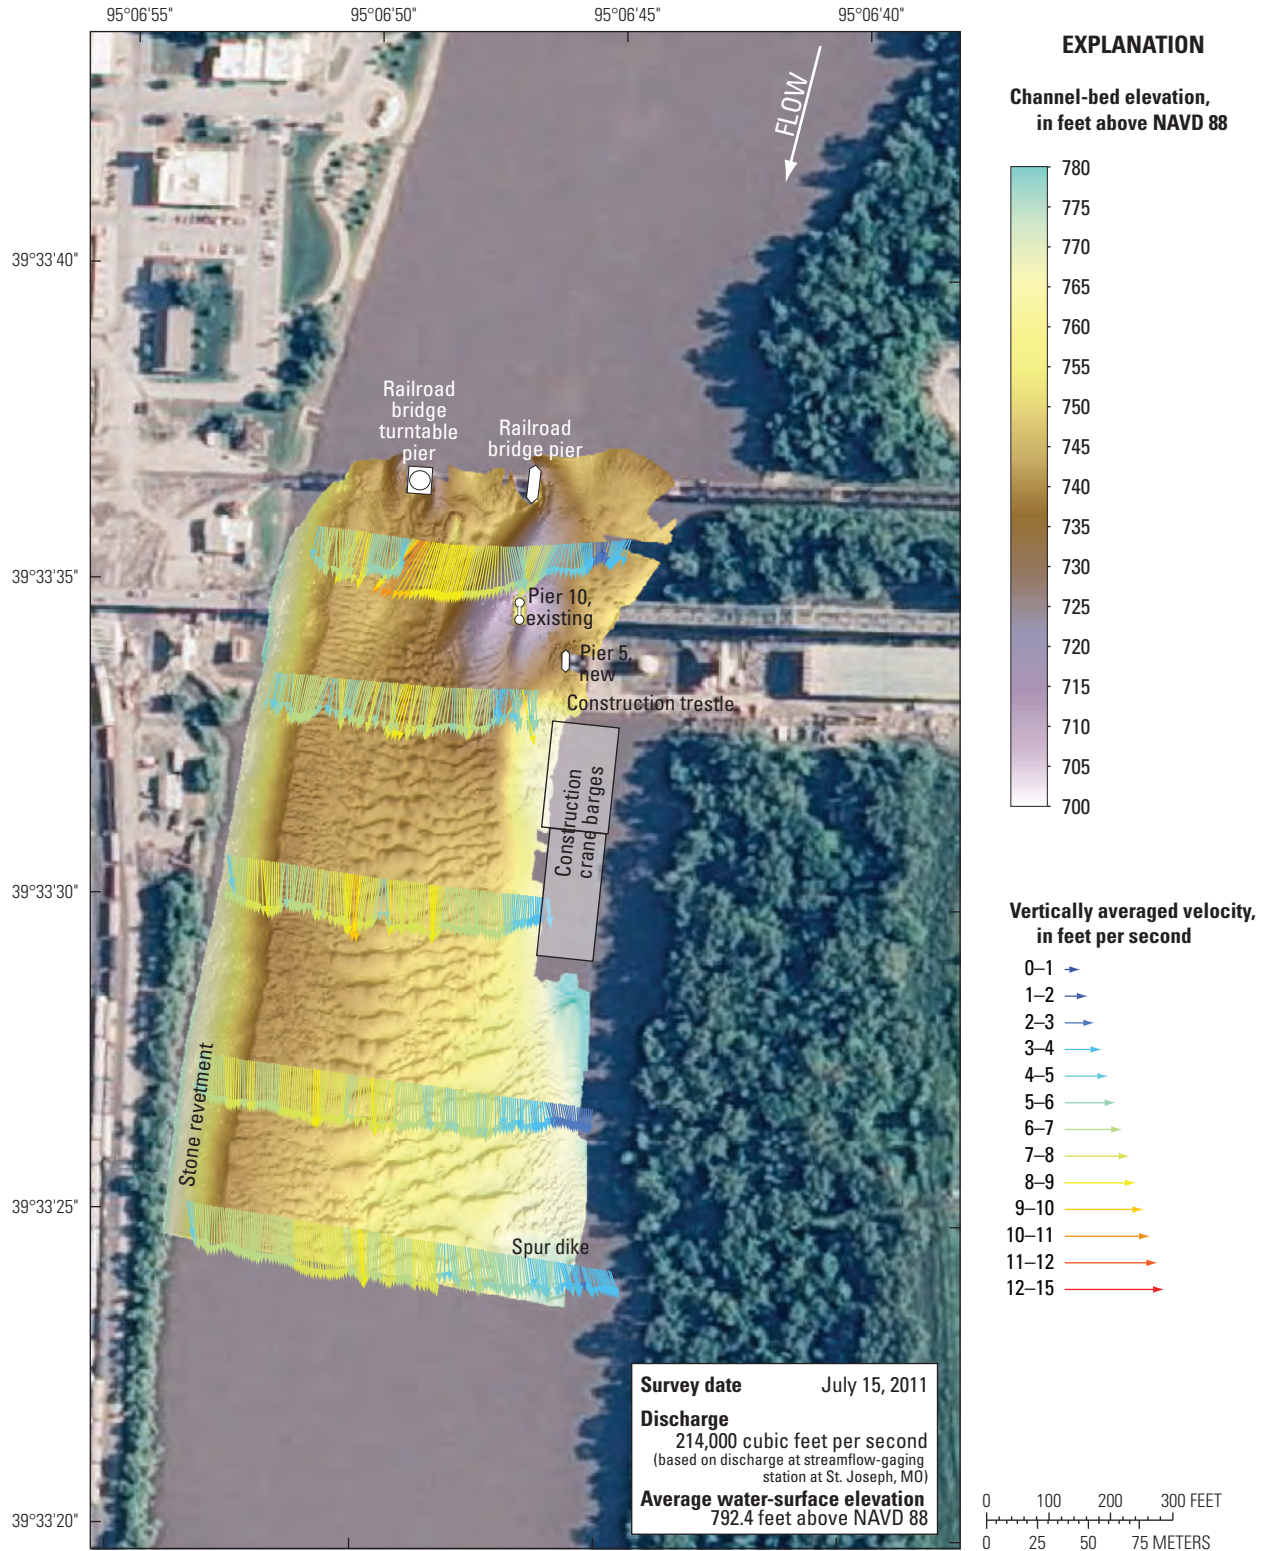 95°06'55"
95°06'50"
95°06'45"
95°06'40"
39°33'40"
39°33'35"
39°33'30"
39°33'25"
39°33'20"
FLOW
Railroad
bridge
turntable
pier
Railroad
bridge pier
Pier 10,
existing
Pier 5,
new
Construction trestle
Construction
crane barges
Stone revetment
Spur dike
Survey date July 15, 2011
Discharge
214,000 cubic feet per second
(based on discharge at streamflow-gaging
station at St. Joseph, MO)
Average water-surface elevation
792.4 feet above NAVD 88
EXPLANATION
Channel-bed elevation,
in feet above NAVD 88
780
775
770
765
760
755
750
745
740
735
730
725
720
715
710
705
700
Vertically averaged velocity,
in feet per second
0–1
1–2
2–3
3–4
4–5
5–6
6–7
7–8
8–9
9–10
10–11
11–12
12–15
0 100 200 300 FEET
0 25 50 75 METERS